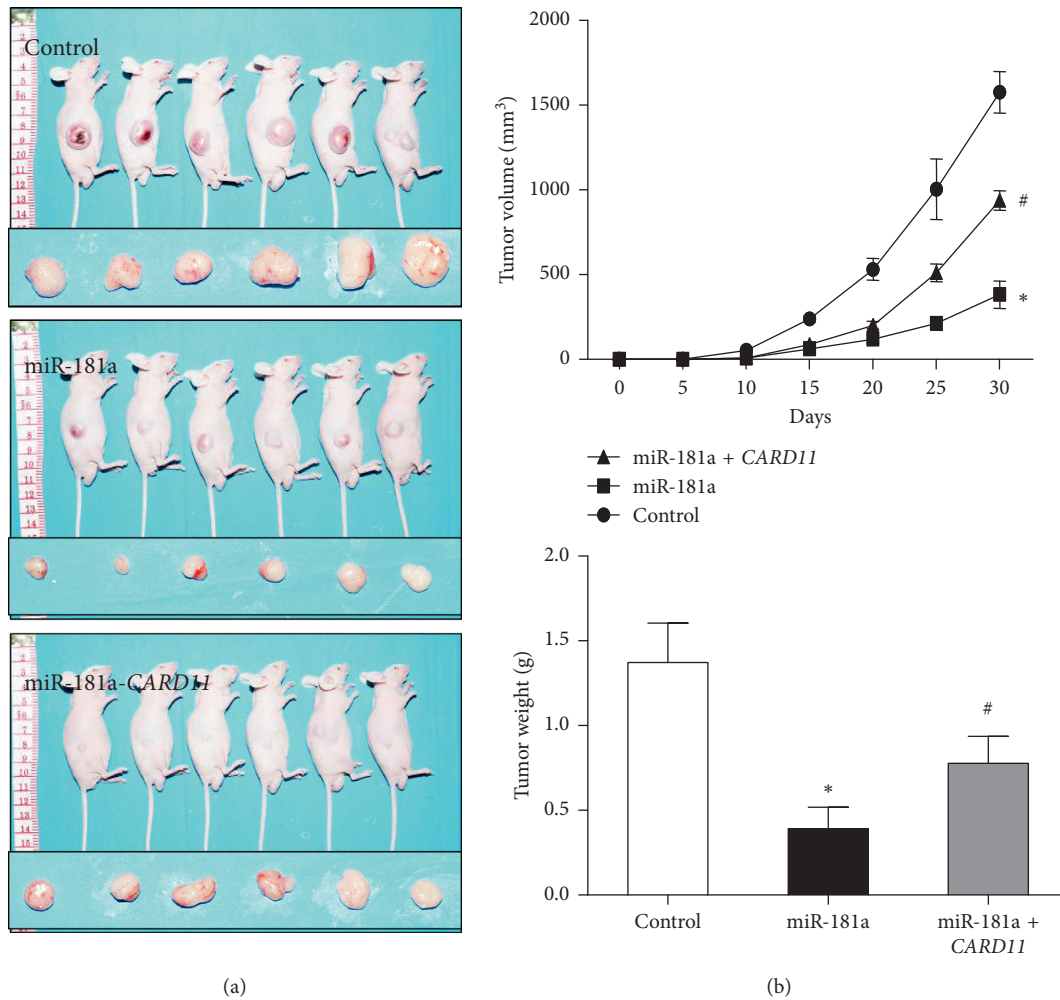 Control
miR-181a
miR-181a-CARD11
(a)
2000
1500
1000
500
0
Tumor volume (mm³)
#
*
0 5 10 15 20 25 30
Days
miR-181a + CARD11
miR-181a
Control
2.0
1.5
1.0
0.5
0.0
Tumor weight (g)
*
#
Control
miR-181a
miR-181a +
CARD11
(b)